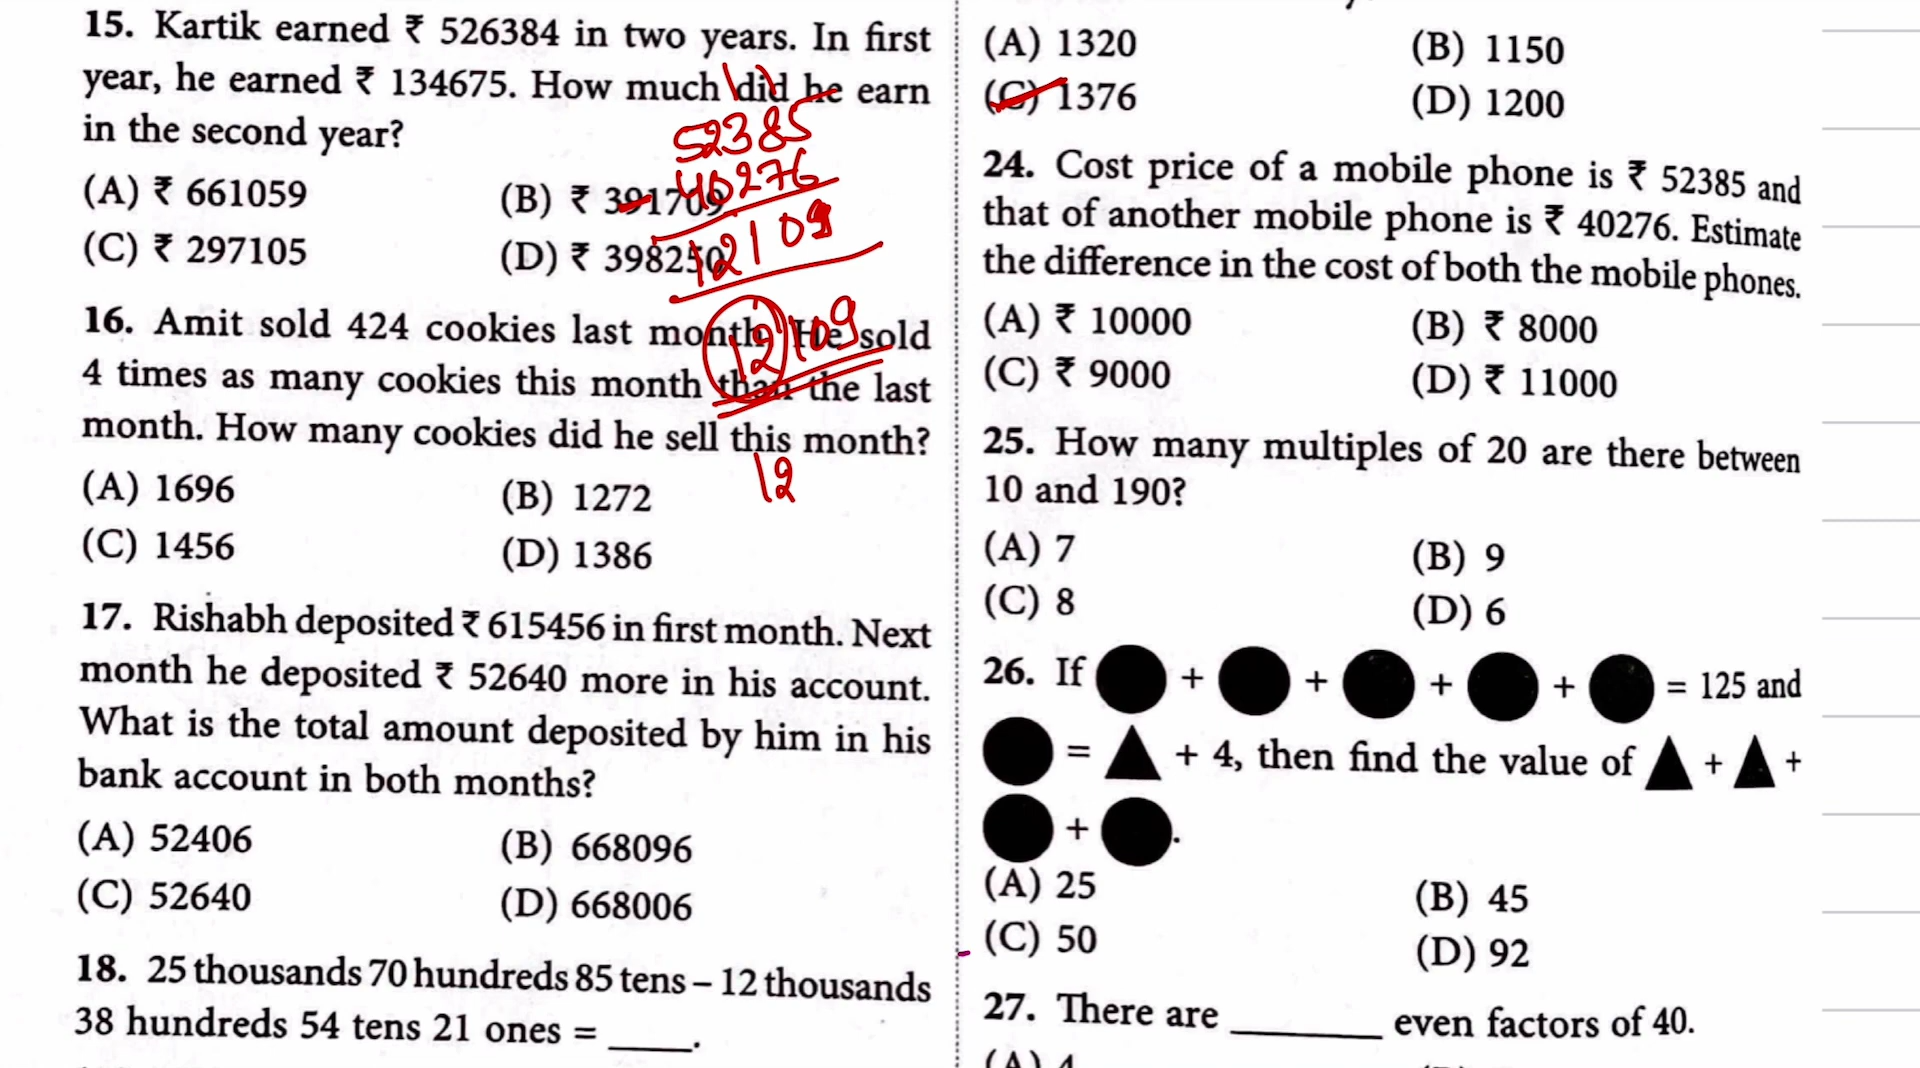 15. Kartik earned ₹ 526384 in two years. In first
year, he earned ₹ 134675. How much did he earn
in the second year?
(A) ₹ 661059 (B) ₹ 391709
(C) ₹ 297105 (D) ₹ 398250
52385
40276
12109
12109
12
16. Amit sold 424 cookies last month. He sold
4 times as many cookies this month than the last
month. How many cookies did he sell this month?
(A) 1696 (B) 1272
(C) 1456 (D) 1386
17. Rishabh deposited ₹ 615456 in first month. Next
month he deposited ₹ 52640 more in his account.
What is the total amount deposited by him in his
bank account in both months?
(A) 52406 (B) 668096
(C) 52640 (D) 668006
18. 25 thousands 70 hundreds 85 tens – 12 thousands
38 hundreds 54 tens 21 ones = ____.
(A) 1320 (B) 1150
(C) 1376 (D) 1200
24. Cost price of a mobile phone is ₹ 52385 and
that of another mobile phone is ₹ 40276. Estimate
the difference in the cost of both the mobile phones.
(A) ₹ 10000 (B) ₹ 8000
(C) ₹ 9000 (D) ₹ 11000
25. How many multiples of 20 are there between
10 and 190?
(A) 7 (B) 9
(C) 8 (D) 6
26. If ● + ● + ● + ● + ● = 125 and
● = ▲ + 4, then find the value of ▲ + ▲ +
● + ●.
(A) 25 (B) 45
(C) 50 (D) 92
27. There are ________ even factors of 40.